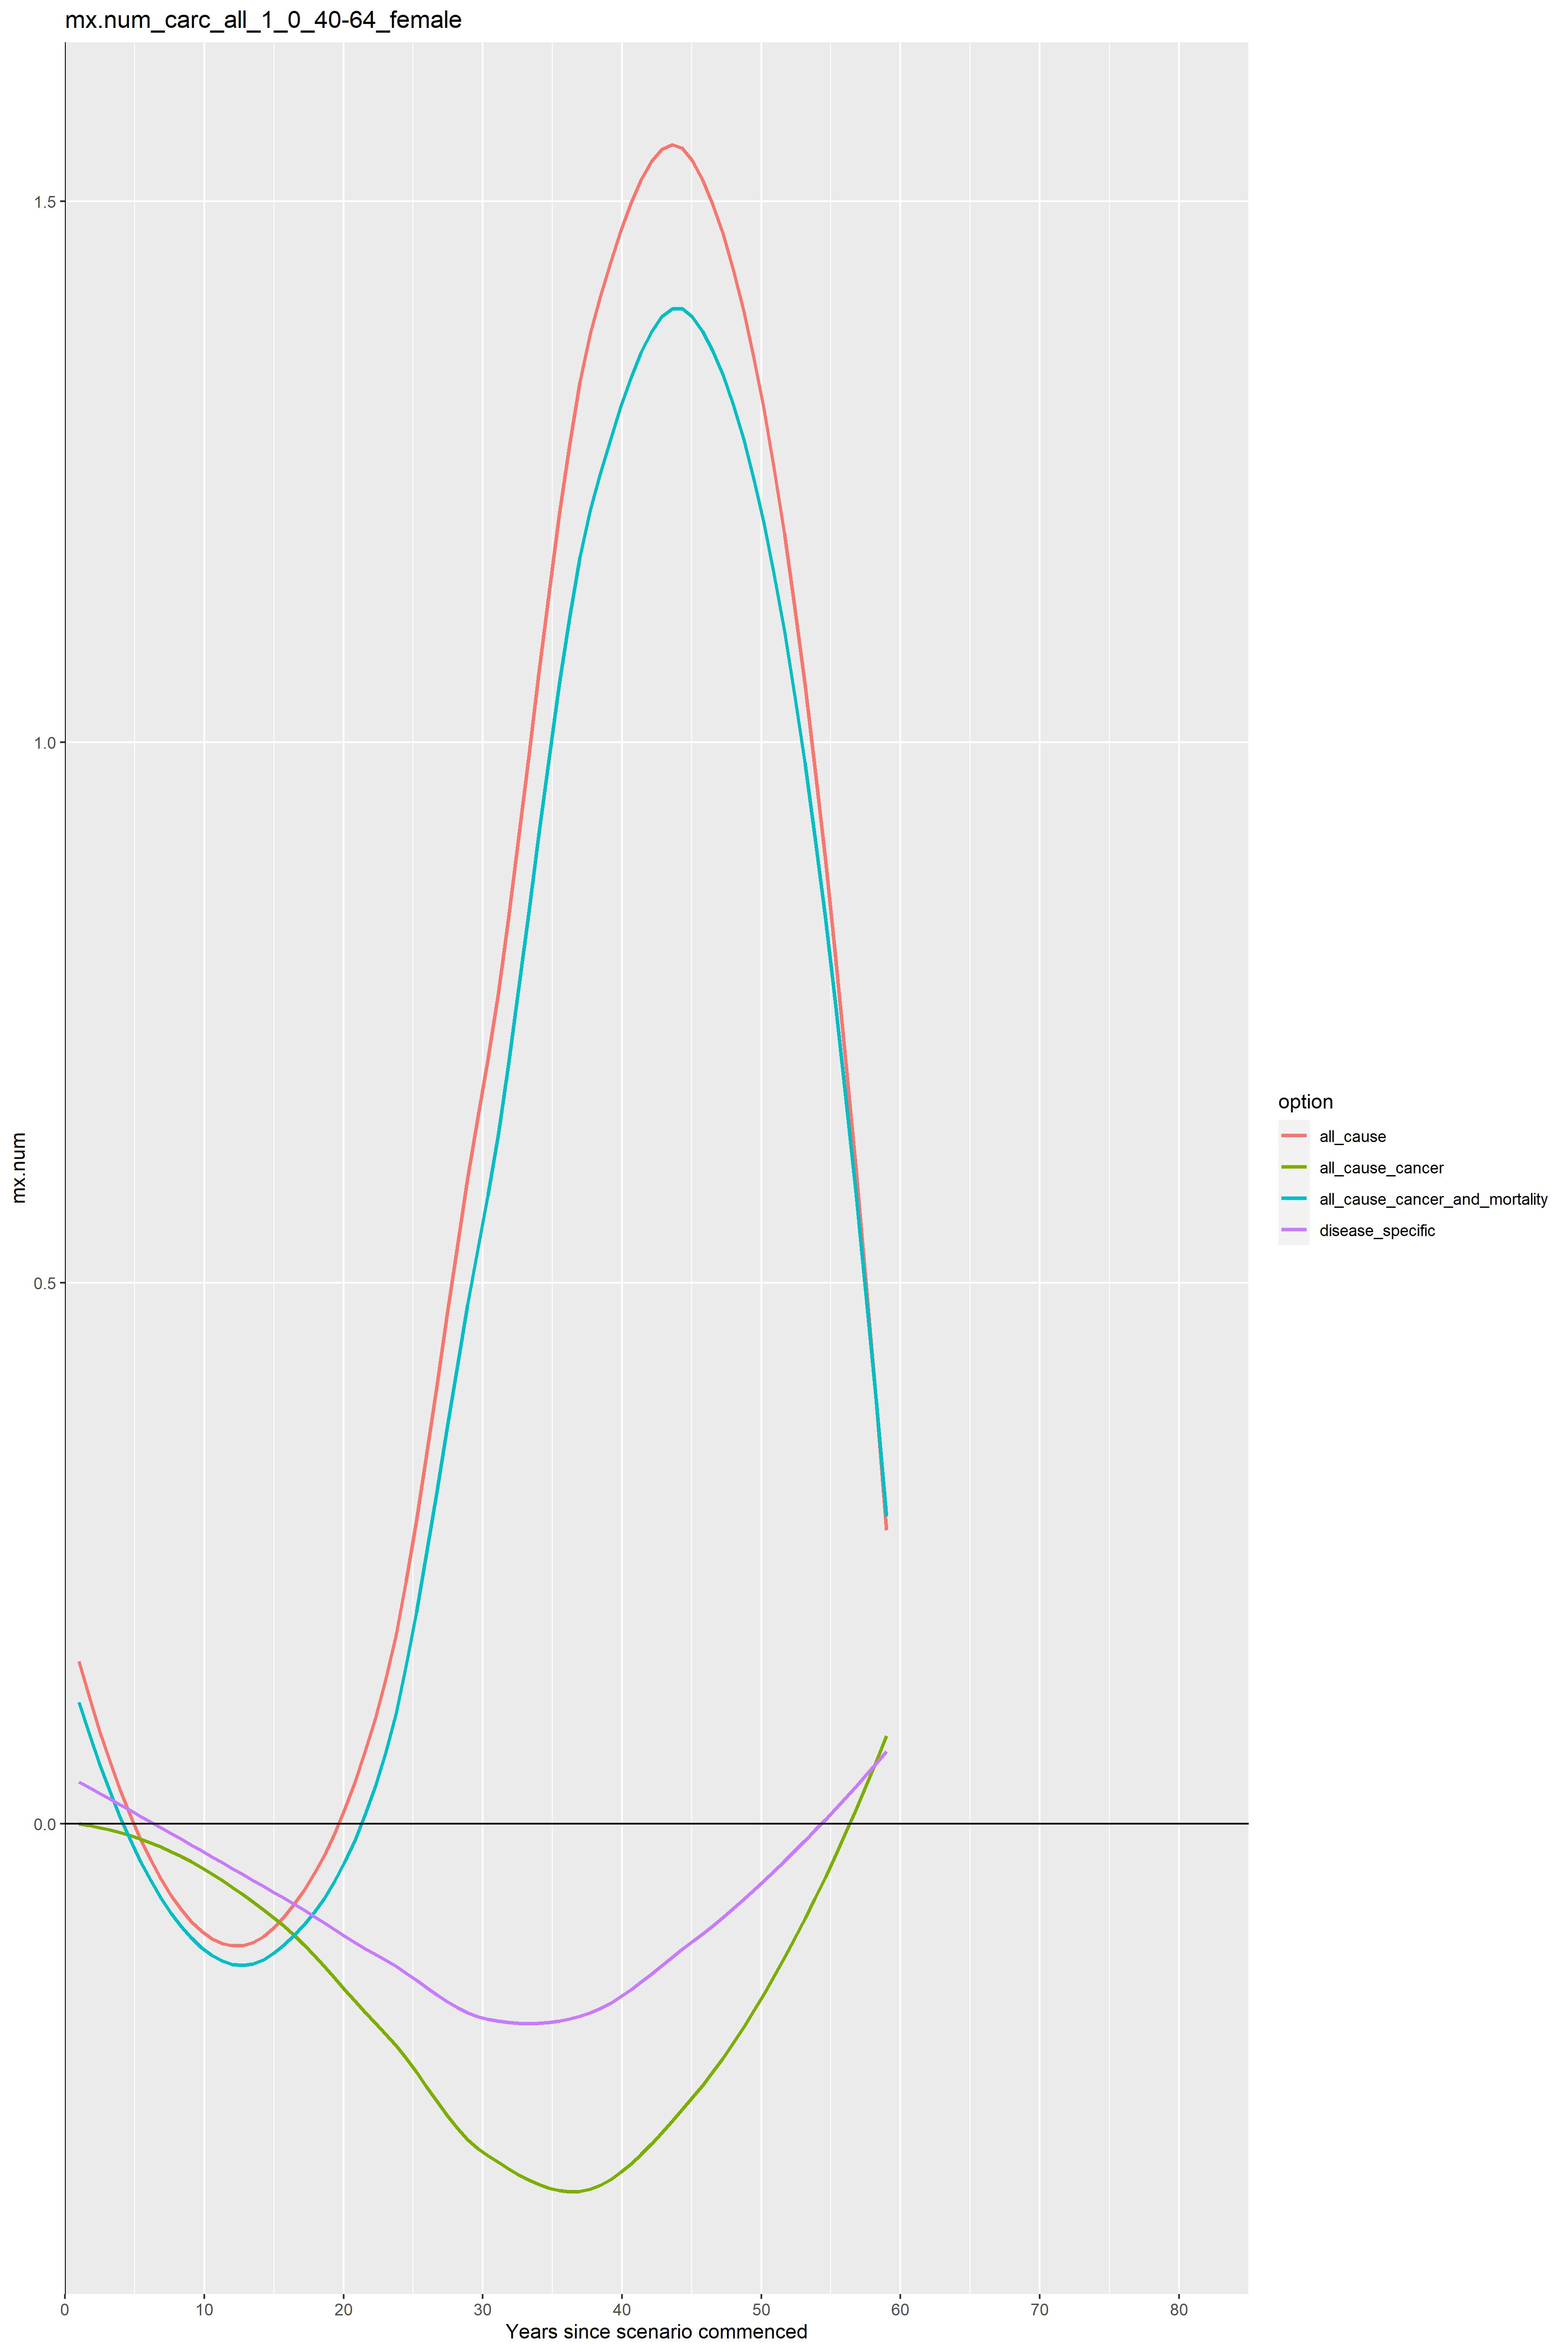 mx.num_carc_all_1_0_40-64_female
1.5
1.0
0.5
0.0
mx.num
0 10 20 30 40 50 60 70 80
Years since scenario commenced
option
all_cause
all_cause_cancer
all_cause_cancer_and_mortality
disease_specific